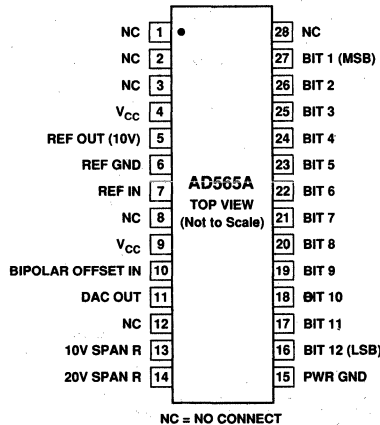 NC 1 28 NC
NC 2 27 BIT 1 (MSB)
NC 3 26 BIT 2
VCC 4 25 BIT 3
REF OUT (10V) 5 24 BIT 4
REF GND 6 23 BIT 5
REF IN 7 22 BIT 6
AD565A
TOP VIEW
(Not to Scale)
NC 8 21 BIT 7
VCC 9 20 BIT 8
BIPOLAR OFFSET IN 10 19 BIT 9
DAC OUT 11 18 BIT 10
NC 12 17 BIT 11
10V SPAN R 13 16 BIT 12 (LSB)
20V SPAN R 14 15 PWR GND
NC = NO CONNECT